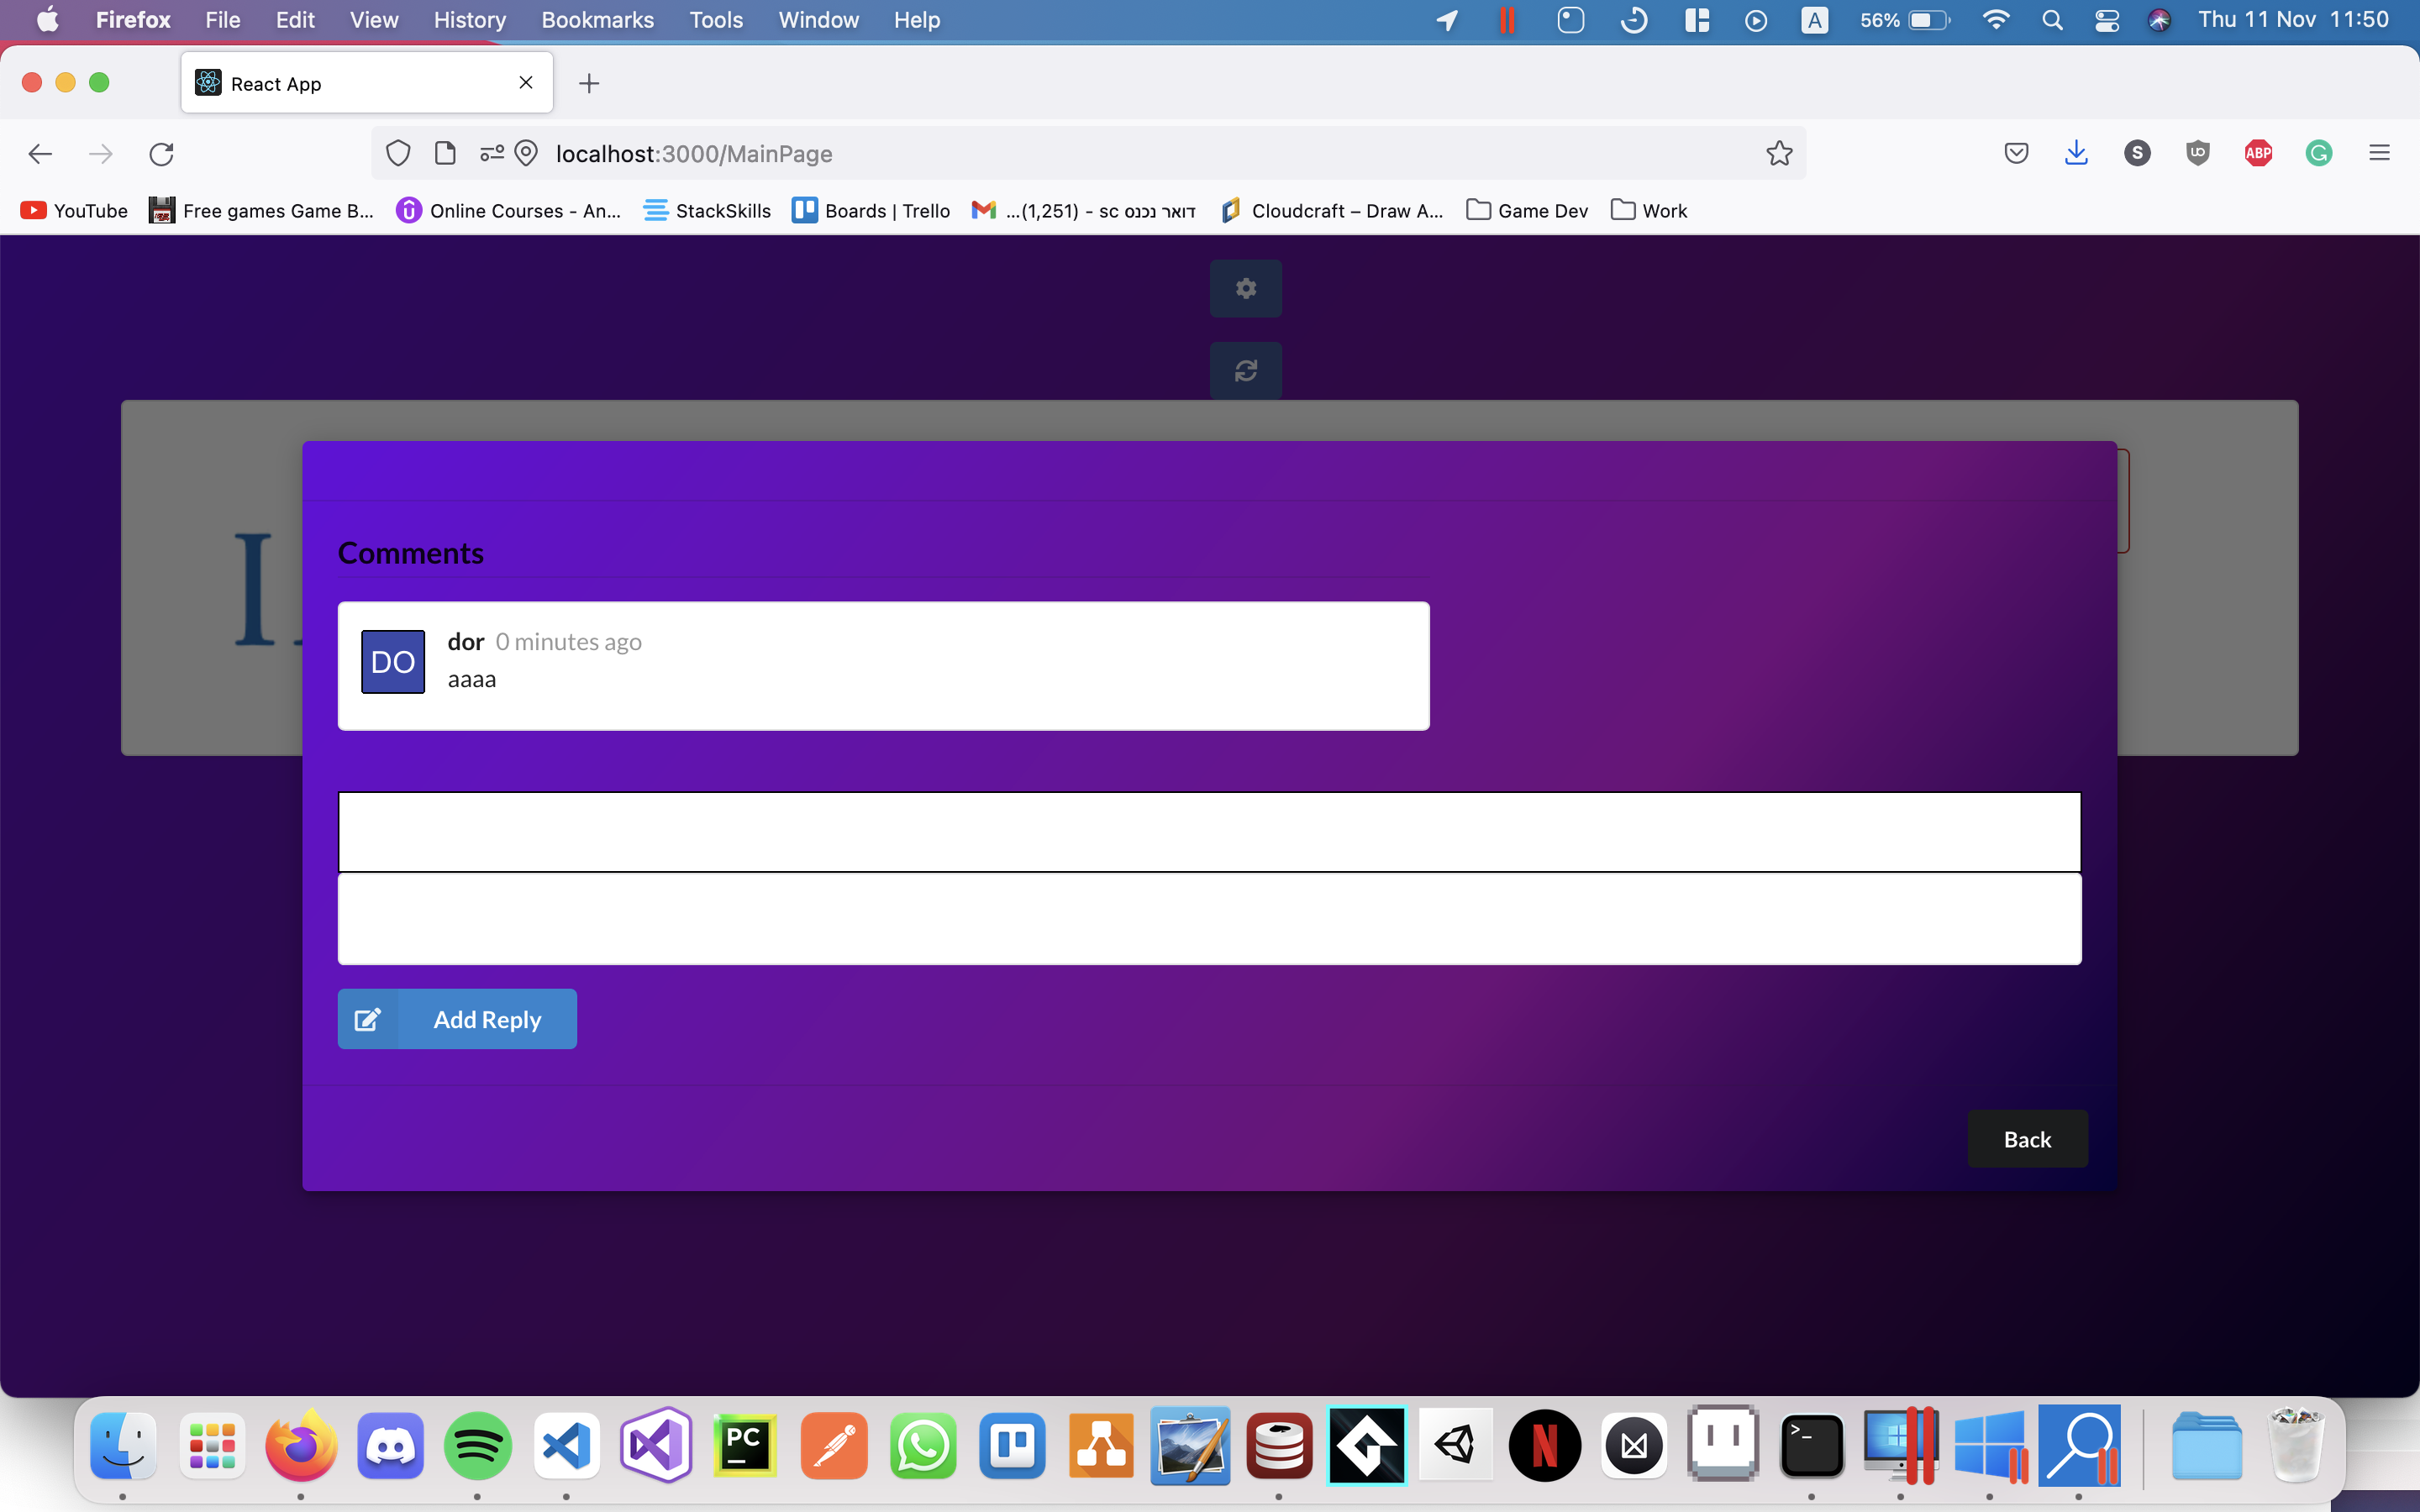 Firefox File Edit View History Bookmarks Tools Window Help A 56% Thu 11 Nov 11:50
React App
localhost:3000/MainPage S UD ABP G
YouTube Free games Game B... Online Courses - An... StackSkills Boards | Trello ...(1,251) - sc דואר נכנס Cloudcraft – Draw A... Game Dev Work
Comments
DO
dor 0 minutes ago
aaaa
Add Reply
Back
PC
N
>_